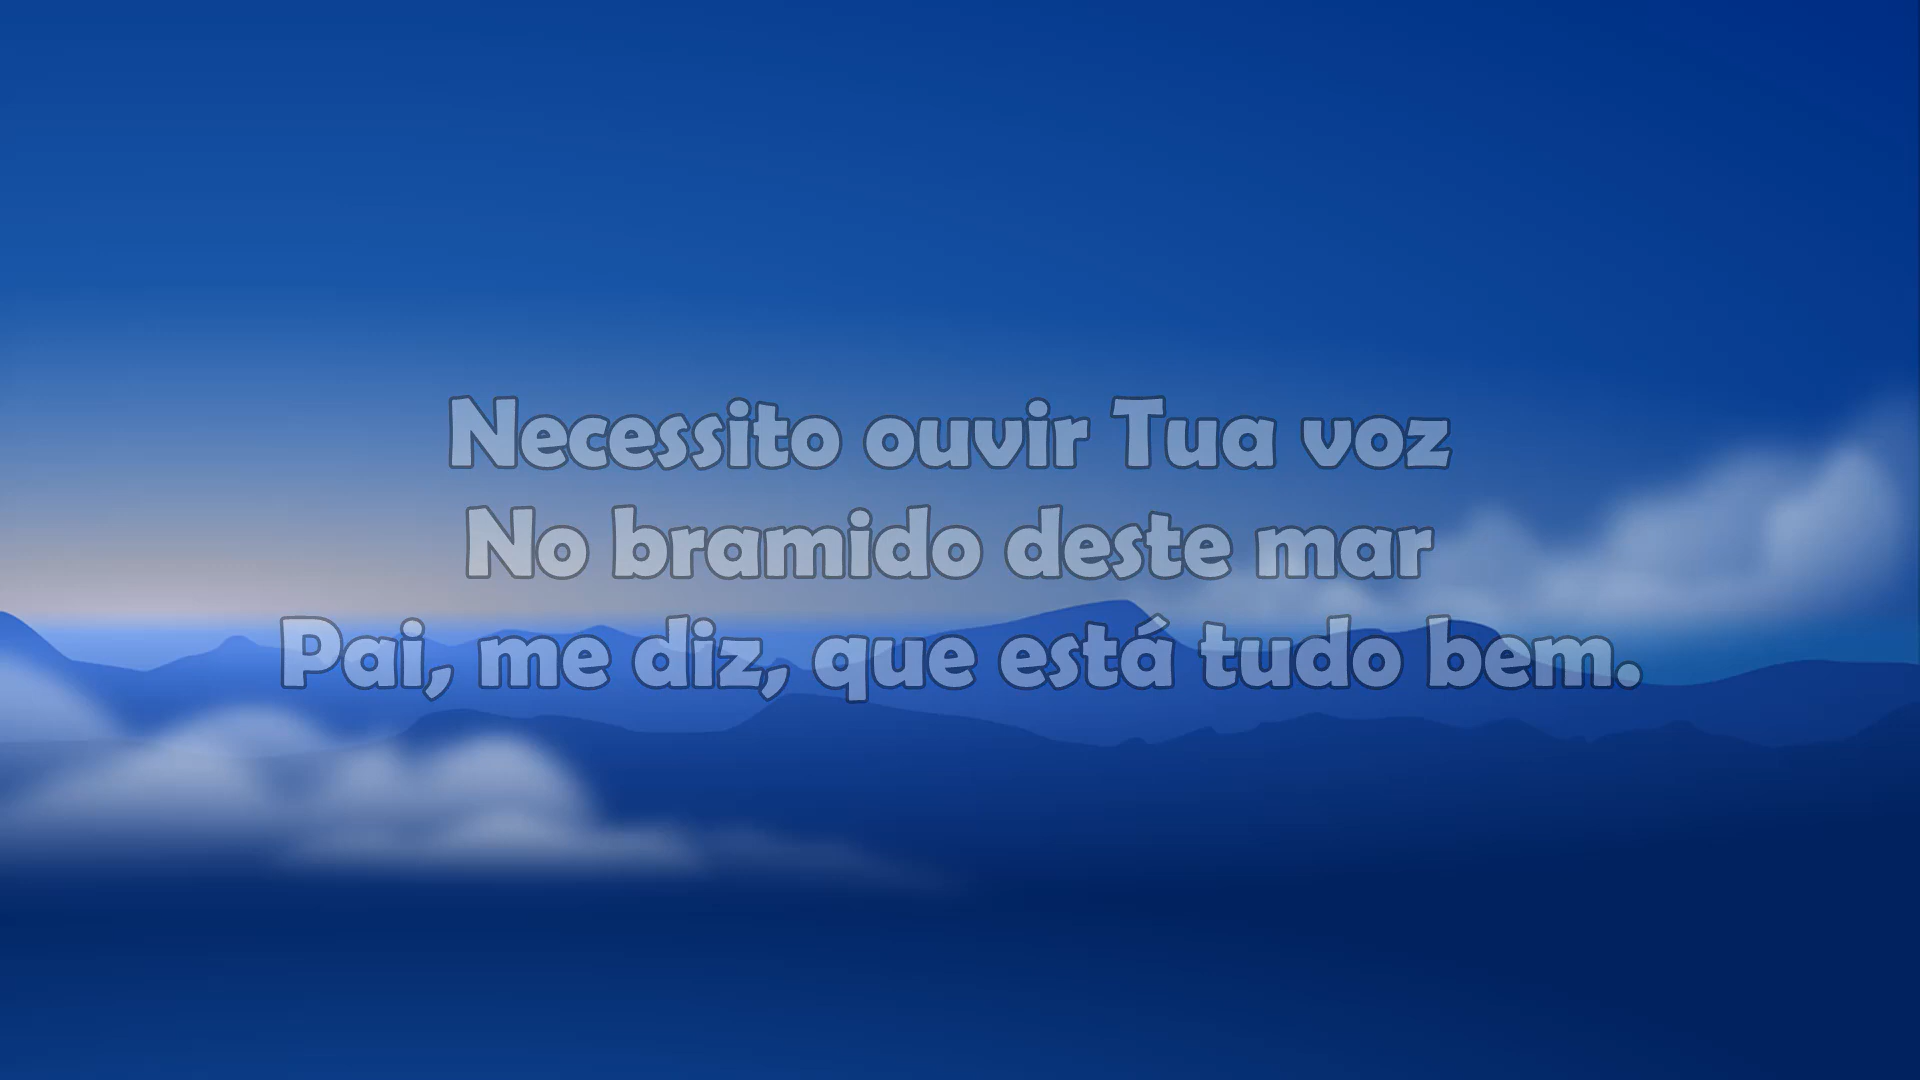 Necessito ouvir Tua voz
No bramido deste mar
Pai, me diz, que está tudo bem.